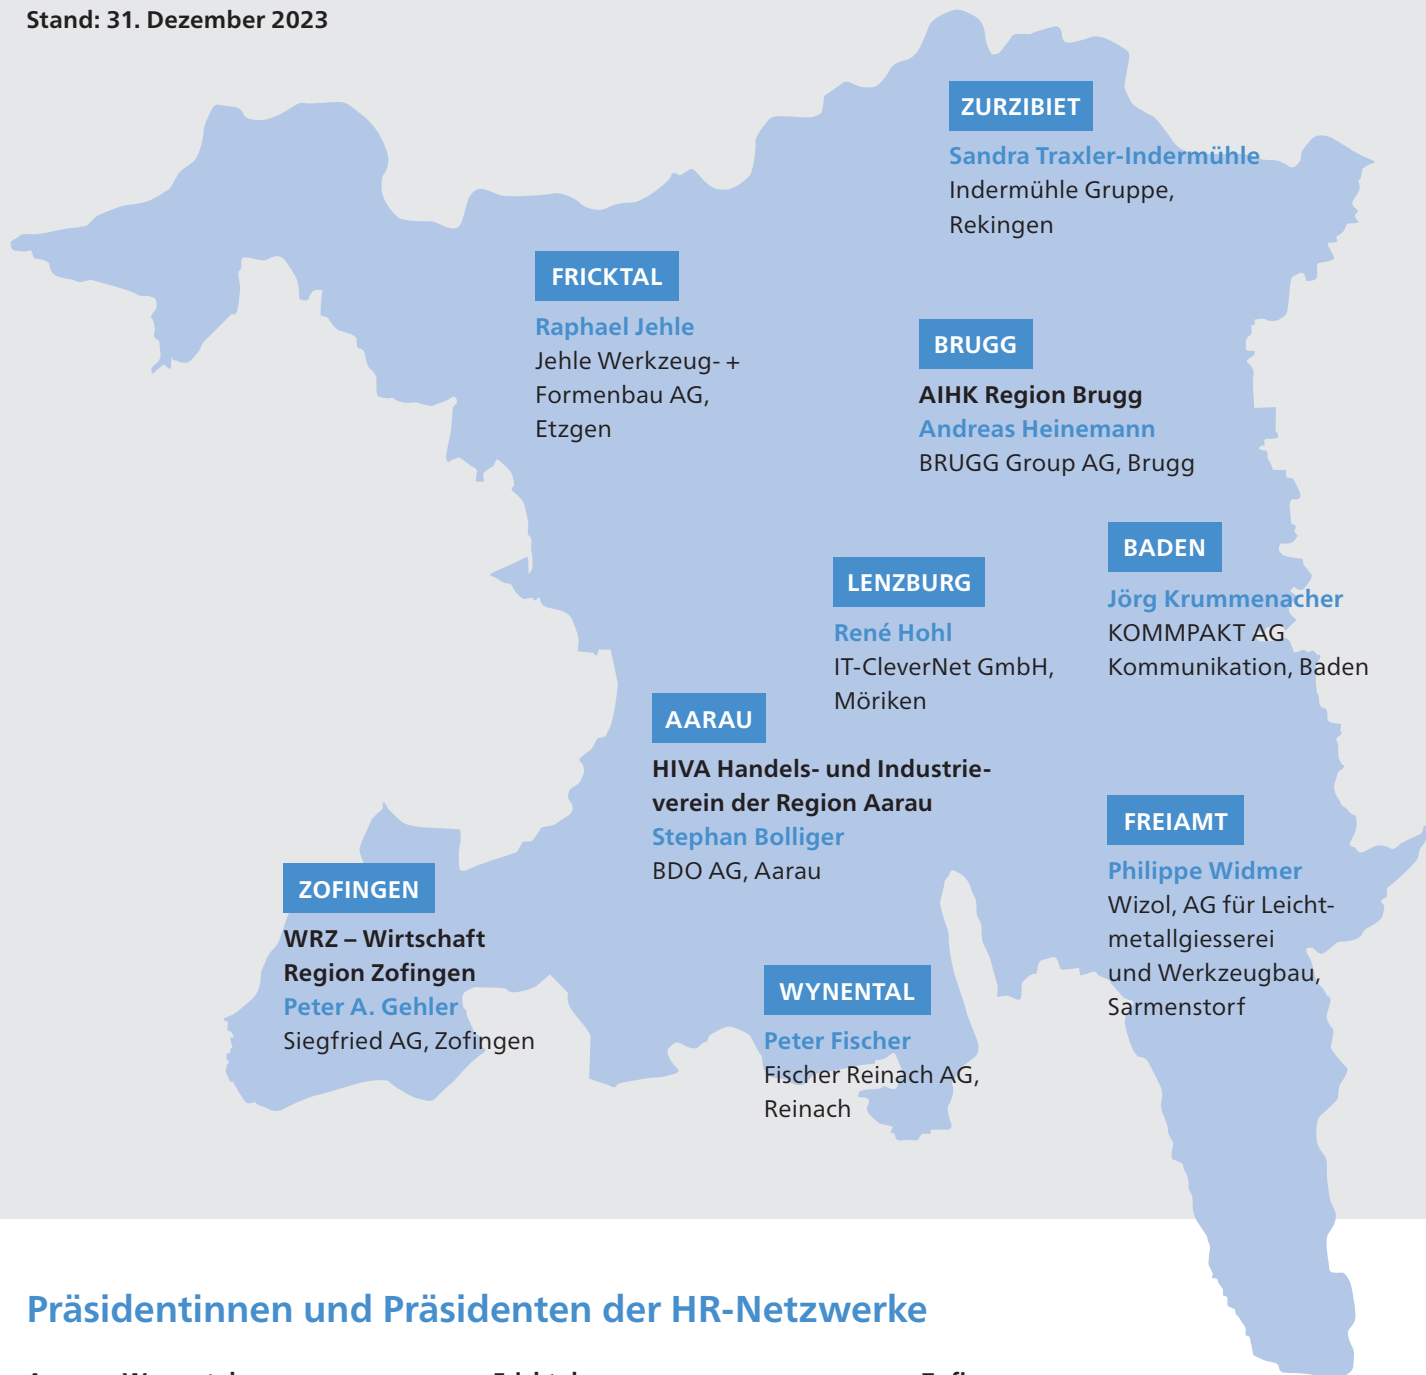 Stand: 31. Dezember 2023
ZURZIBIET
Sandra Traxler-Indermühle
Indermühle Gruppe,
Rekingen
FRICKTAL
Raphael Jehle
Jehle Werkzeug- +
Formenbau AG,
Etzgen
BRUGG
AIHK Region Brugg
Andreas Heinemann
BRUGG Group AG, Brugg
BADEN
Jörg Krummenacher
KOMMPAKT AG
Kommunikation, Baden
LENZBURG
René Hohl
IT-CleverNet GmbH,
Möriken
AARAU
HIVA Handels- und Industrie-
verein der Region Aarau
Stephan Bolliger
BDO AG, Aarau
FREIAMT
Philippe Widmer
Wizol, AG für Leicht-
metallgiesserei
und Werkzeugbau,
Sarmenstorf
ZOFINGEN
WRZ – Wirtschaft
Region Zofingen
Peter A. Gehler
Siegfried AG, Zofingen
WYNENTAL
Peter Fischer
Fischer Reinach AG,
Reinach
Präsidentinnen und Präsidenten der HR-Netzwerke